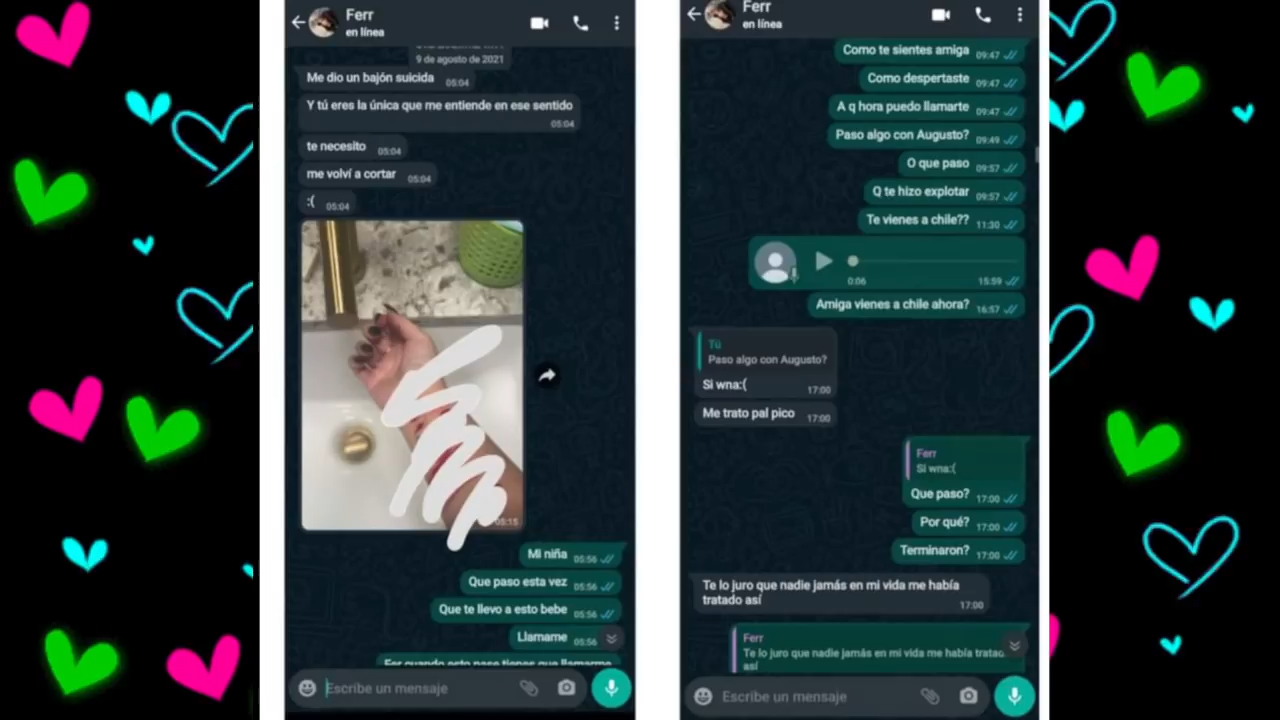 Ferr
en línea
9 de agosto de 2021
Me dio un bajón suicida 05:04
Y tú eres la única que me entiende en ese sentido
05:04
te necesito 05:04
me volví a cortar 05:04
:( 05:04
05:15
Mi niña 05:56
Que paso esta vez 05:56
Que te llevo a esto bebe 05:56
Llamame 05:56
Fer cuando esto pase tienes que llamarme
Escribe un mensaje
Ferr
en línea
Como te sientes amiga 09:47
Como despertaste 09:47
A q hora puedo llamarte 09:47
Paso algo con Augusto? 09:49
O que paso 09:57
Q te hizo explotar 09:57
Te vienes a chile?? 11:30
0:06 15:59
Amiga vienes a chile ahora? 16:57
Tú
Paso algo con Augusto?
Si wna:( 17:00
Me trato pal pico 17:00
Ferr
Si wna:(
Que paso? 17:00
Por qué? 17:00
Terminaron? 17:00
Te lo juro que nadie jamás en mi vida me había
tratado así 17:00
Ferr
Te lo juro que nadie jamás en mi vida me había tratado
así
Escribe un mensaje